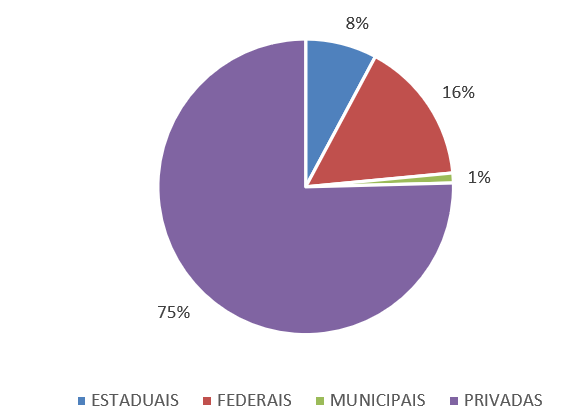 8%
16%
1%
75%
ESTADUAIS FEDERAIS MUNICIPAIS PRIVADAS